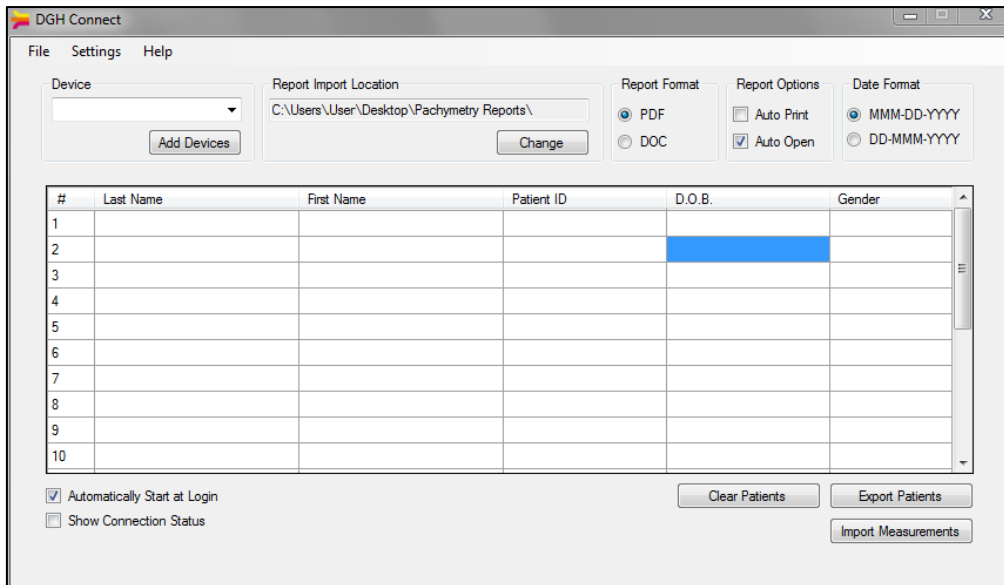 DGH Connect
File Settings Help
Device
Add Devices
Report Import Location
C:\Users\User\Desktop\Pachymetry Reports\
Change
Report Format
PDF
DOC
Report Options
Auto Print
Auto Open
Date Format
MMM-DD-YYYY
DD-MMM-YYYY
# Last Name First Name Patient ID D.O.B. Gender
1
2
3
4
5
6
7
8
9
10
Automatically Start at Login
Show Connection Status
Clear Patients Export Patients
Import Measurements